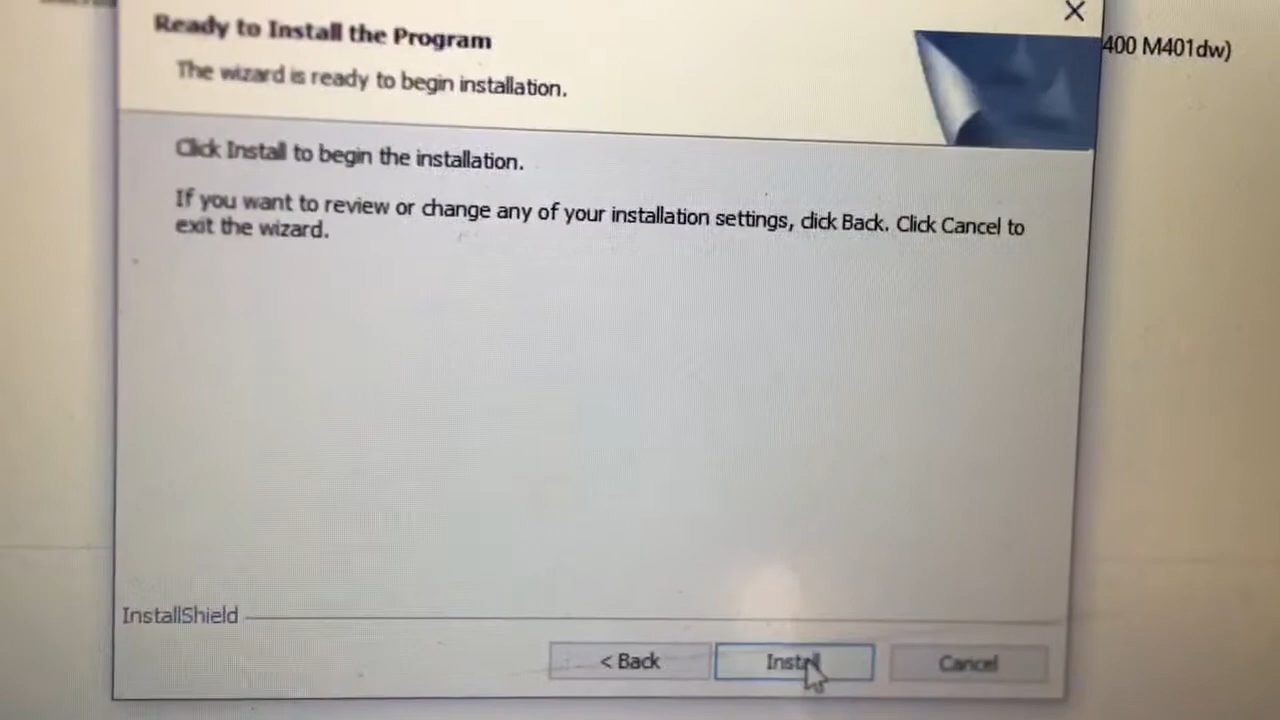 Ready to Install the Program
400 M401dw)
The wizard is ready to begin installation.
Click Install to begin the installation.
If you want to review or change any of your installation settings, click Back. Click Cancel to
exit the wizard.
InstallShield
< Back
Install
Cancel